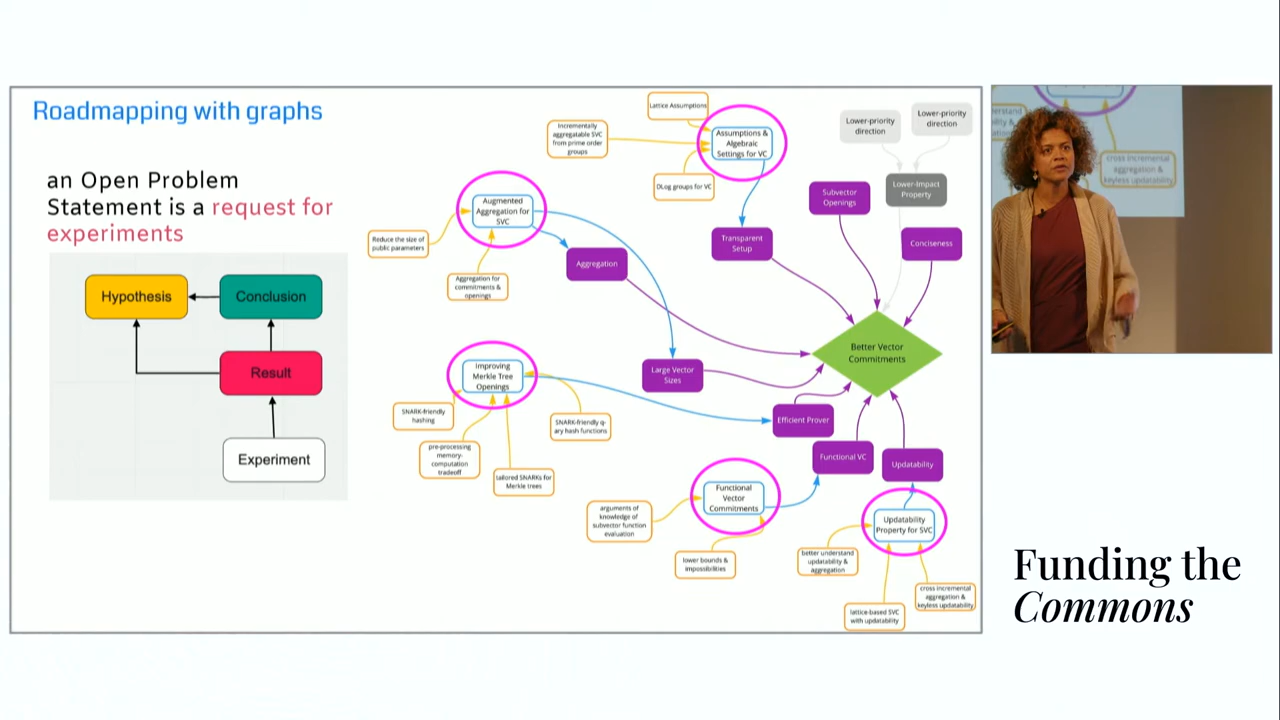 Roadmapping with graphs
an Open Problem
Statement is a request for
experiments
Hypothesis
Conclusion
Result
Experiment
Lattice Assumptions
Incrementally
aggregatable SVC
from prime order
groups
Assumptions &
Algebraic
Settings for VC
DLog groups for VC
Lower-priority
direction
Lower-priority
direction
Lower-Impact
Property
Augmented
Aggregation for
SVC
Reduce the size of
public parameters
Aggregation for
commitments &
openings
Aggregation
Transparent
Setup
Subvector
Openings
Conciseness
Better Vector
Commitments
Large Vector
Sizes
Improving
Merkle Tree
Openings
SNARK-friendly
hashing
pre-processing
memory-
computation
tradeoff
tailored SNARKs for
Merkle trees
SNARK-friendly q-
ary hash functions
Efficient Prover
Functional VC
Updatability
Functional
Vector
Commitments
arguments of
knowledge of
subvector function
evaluation
lower bounds &
impossibilities
Updatability
Property for SVC
better understand
updatability &
aggregation
lattice-based SVC
with updatability
cross incremental
aggregation &
keyless updatability
cross incremental
aggregation &
keyless updatability
Funding the
Commons